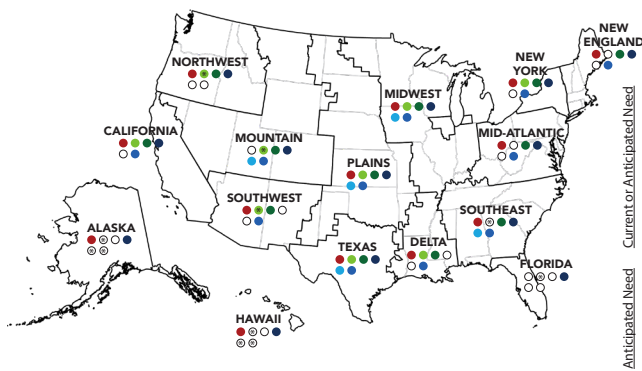 NEW
ENGLAND
NORTHWEST
NEW
YORK
MIDWEST
CALIFORNIA
MOUNTAIN
MID-ATLANTIC
PLAINS
SOUTHWEST
SOUTHEAST
ALASKA
TEXAS
DELTA
FLORIDA
HAWAII
Current or Anticipated Need
Anticipated Need